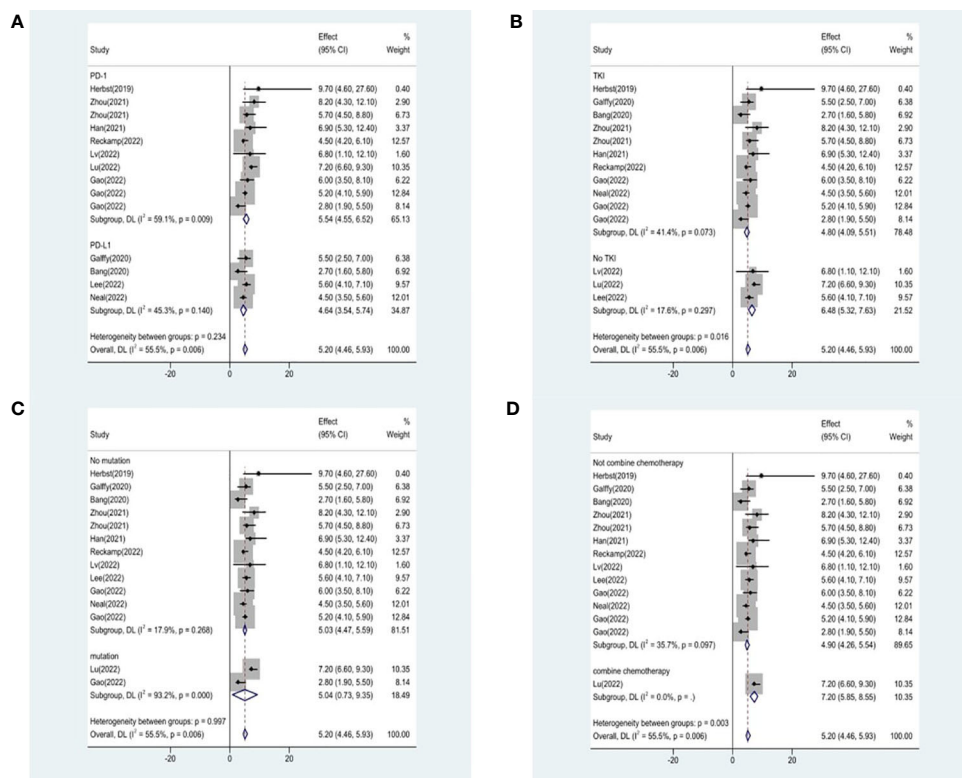 A
Effect %
Study (95% CI) Weight
PD-1
Herbst(2019) 9.70 (4.60, 27.60) 0.40
Zhou(2021) 8.20 (4.30, 12.10) 2.90
Zhou(2021) 5.70 (4.50, 8.80) 6.73
Han(2021) 6.90 (5.30, 12.40) 3.37
Reckamp(2022) 4.50 (4.20, 6.10) 12.57
Lv(2022) 6.80 (1.10, 12.10) 1.60
Lu(2022) 7.20 (6.60, 9.30) 10.35
Gao(2022) 6.00 (3.50, 8.10) 6.22
Gao(2022) 5.20 (4.10, 5.90) 12.84
Gao(2022) 2.80 (1.90, 5.50) 8.14
Subgroup, DL (I² = 59.1%, p = 0.009) 5.54 (4.55, 6.52) 65.13
PD-L1
Galffy(2020) 5.50 (2.50, 7.00) 6.38
Bang(2020) 2.70 (1.60, 5.80) 6.92
Lee(2022) 5.60 (4.10, 7.10) 9.57
Neal(2022) 4.50 (3.50, 5.60) 12.01
Subgroup, DL (I² = 45.3%, p = 0.140) 4.64 (3.54, 5.74) 34.87
Heterogeneity between groups: p = 0.234
Overall, DL (I² = 55.5%, p = 0.006) 5.20 (4.46, 5.93) 100.00
-20 0 20
B
Effect %
Study (95% CI) Weight
TKI
Herbst(2019) 9.70 (4.60, 27.60) 0.40
Galffy(2020) 5.50 (2.50, 7.00) 6.38
Bang(2020) 2.70 (1.60, 5.80) 6.92
Zhou(2021) 8.20 (4.30, 12.10) 2.90
Zhou(2021) 5.70 (4.50, 8.80) 6.73
Han(2021) 6.90 (5.30, 12.40) 3.37
Reckamp(2022) 4.50 (4.20, 6.10) 12.57
Gao(2022) 6.00 (3.50, 8.10) 6.22
Neal(2022) 4.50 (3.50, 5.60) 12.01
Gao(2022) 5.20 (4.10, 5.90) 12.84
Gao(2022) 2.80 (1.90, 5.50) 8.14
Subgroup, DL (I² = 41.4%, p = 0.073) 4.80 (4.09, 5.51) 78.48
No TKI
Lv(2022) 6.80 (1.10, 12.10) 1.60
Lu(2022) 7.20 (6.60, 9.30) 10.35
Lee(2022) 5.60 (4.10, 7.10) 9.57
Subgroup, DL (I² = 17.6%, p = 0.297) 6.48 (5.32, 7.63) 21.52
Heterogeneity between groups: p = 0.016
Overall, DL (I² = 55.5%, p = 0.006) 5.20 (4.46, 5.93) 100.00
-20 0 20
C
Effect %
Study (95% CI) Weight
No mutation
Herbst(2019) 9.70 (4.60, 27.60) 0.40
Galffy(2020) 5.50 (2.50, 7.00) 6.38
Bang(2020) 2.70 (1.60, 5.80) 6.92
Zhou(2021) 8.20 (4.30, 12.10) 2.90
Zhou(2021) 5.70 (4.50, 8.80) 6.73
Han(2021) 6.90 (5.30, 12.40) 3.37
Reckamp(2022) 4.50 (4.20, 6.10) 12.57
Lv(2022) 6.80 (1.10, 12.10) 1.60
Lee(2022) 5.60 (4.10, 7.10) 9.57
Gao(2022) 6.00 (3.50, 8.10) 6.22
Neal(2022) 4.50 (3.50, 5.60) 12.01
Gao(2022) 5.20 (4.10, 5.90) 12.84
Subgroup, DL (I² = 17.9%, p = 0.268) 5.03 (4.47, 5.59) 81.51
mutation
Lu(2022) 7.20 (6.60, 9.30) 10.35
Gao(2022) 2.80 (1.90, 5.50) 8.14
Subgroup, DL (I² = 93.2%, p = 0.000) 5.04 (0.73, 9.35) 18.49
Heterogeneity between groups: p = 0.997
Overall, DL (I² = 55.5%, p = 0.006) 5.20 (4.46, 5.93) 100.00
-20 0 20
D
Effect %
Study (95% CI) Weight
Not combine chemotherapy
Herbst(2019) 9.70 (4.60, 27.60) 0.40
Galffy(2020) 5.50 (2.50, 7.00) 6.38
Bang(2020) 2.70 (1.60, 5.80) 6.92
Zhou(2021) 8.20 (4.30, 12.10) 2.90
Zhou(2021) 5.70 (4.50, 8.80) 6.73
Han(2021) 6.90 (5.30, 12.40) 3.37
Reckamp(2022) 4.50 (4.20, 6.10) 12.57
Lv(2022) 6.80 (1.10, 12.10) 1.60
Lee(2022) 5.60 (4.10, 7.10) 9.57
Gao(2022) 6.00 (3.50, 8.10) 6.22
Neal(2022) 4.50 (3.50, 5.60) 12.01
Gao(2022) 5.20 (4.10, 5.90) 12.84
Gao(2022) 2.80 (1.90, 5.50) 8.14
Subgroup, DL (I² = 35.7%, p = 0.097) 4.90 (4.26, 5.54) 89.65
combine chemotherapy
Lu(2022) 7.20 (6.60, 9.30) 10.35
Subgroup, DL (I² = 0.0%, p = .) 7.20 (5.85, 8.55) 10.35
Heterogeneity between groups: p = 0.003
Overall, DL (I² = 55.5%, p = 0.006) 5.20 (4.46, 5.93) 100.00
-20 0 20